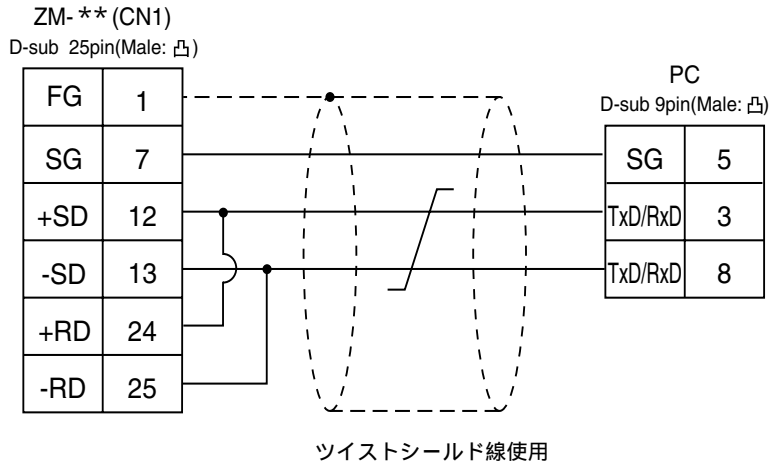 ZM-** (CN1)
D-sub 25pin(Male: 凸)
FG 1
SG 7
+SD 12
-SD 13
+RD 24
-RD 25
PC
D-sub 9pin(Male: 凸)
SG 5
TxD/RxD 3
TxD/RxD 8
ツイストシールド線使用